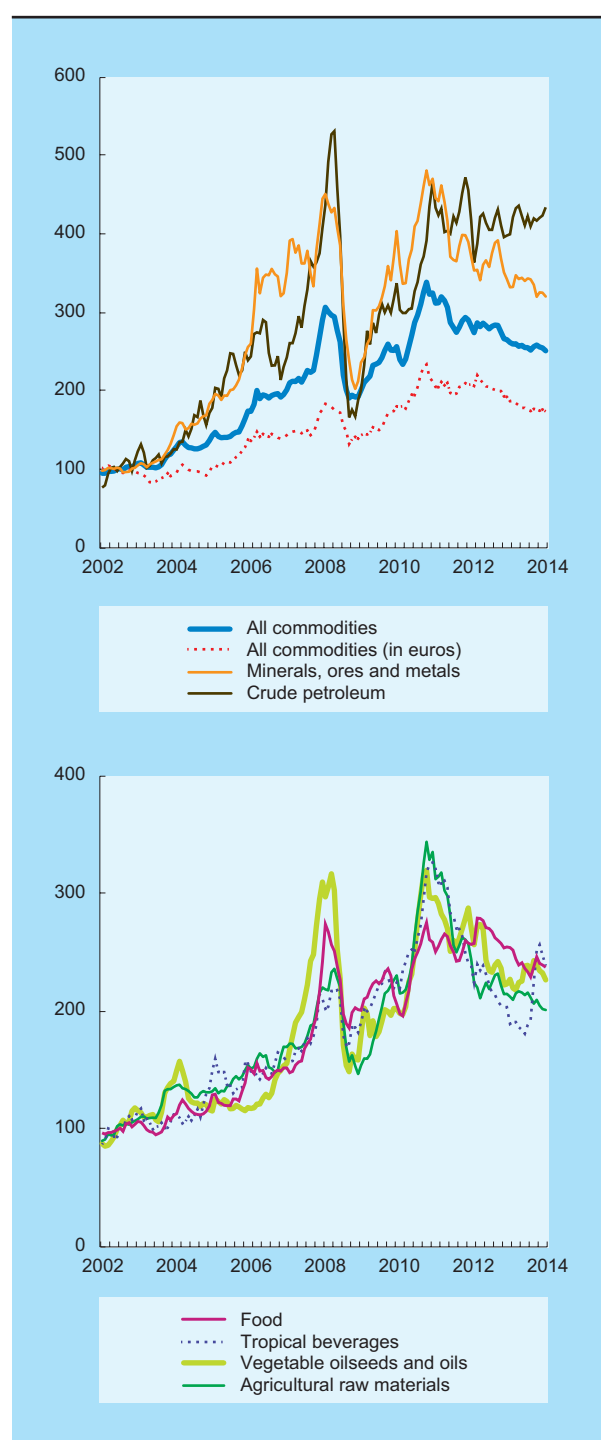 600
500
400
300
200
100
0
2002 2004 2006 2008 2010 2012 2014
All commodities
All commodities (in euros)
Minerals, ores and metals
Crude petroleum
400
300
200
100
0
2002 2004 2006 2008 2010 2012 2014
Food
Tropical beverages
Vegetable oilseeds and oils
Agricultural raw materials